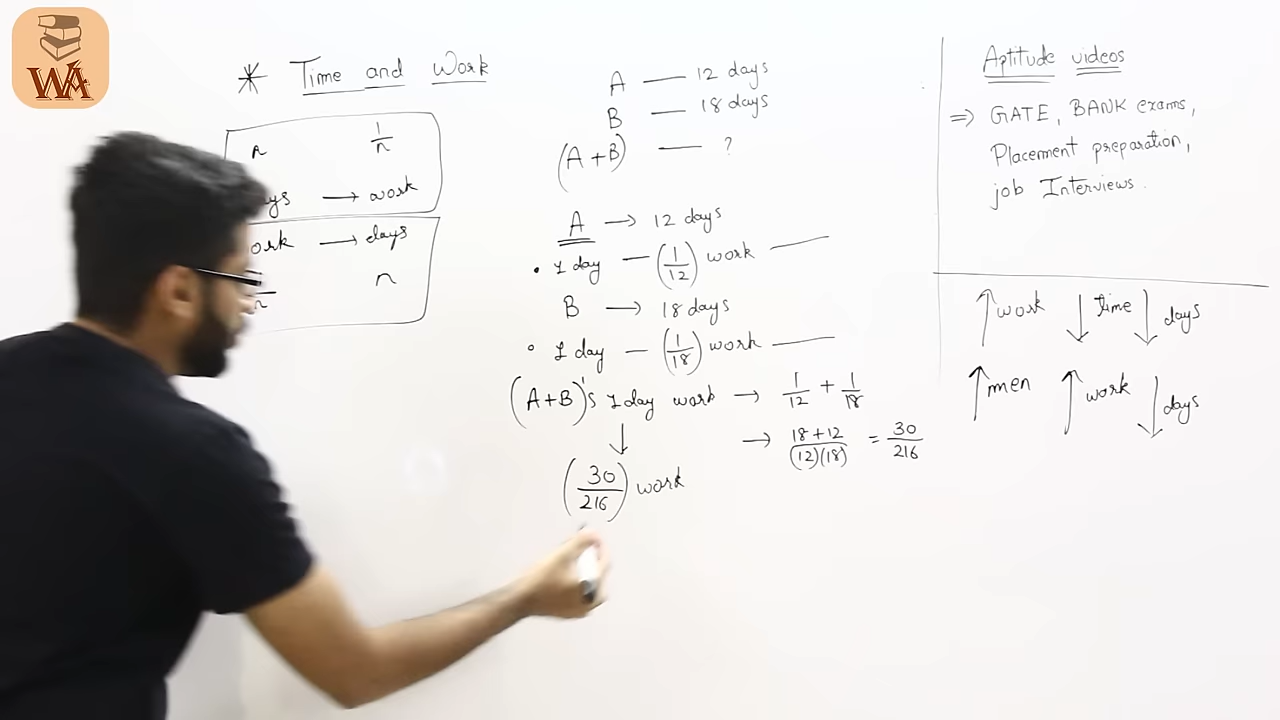 WA
* Time and Work
n 1/n
→ work
→ days
n
A — 12 days
B — 18 days
(A+B) — ?
A → 12 days
• 1 day — (1/12) work —
B → 18 days
• 1 day — (1/18) work —
(A+B)'s 1 day work → 1/12 + 1/18
→ 18+12/(12)(18) = 30/216
↓
(30/216) work
Aptitude videos
⇒ GATE, BANK exams,
Placement preparation,
job Interviews.
↑ work ↓ time ↓ days
↑ men ↑ work ↓ days